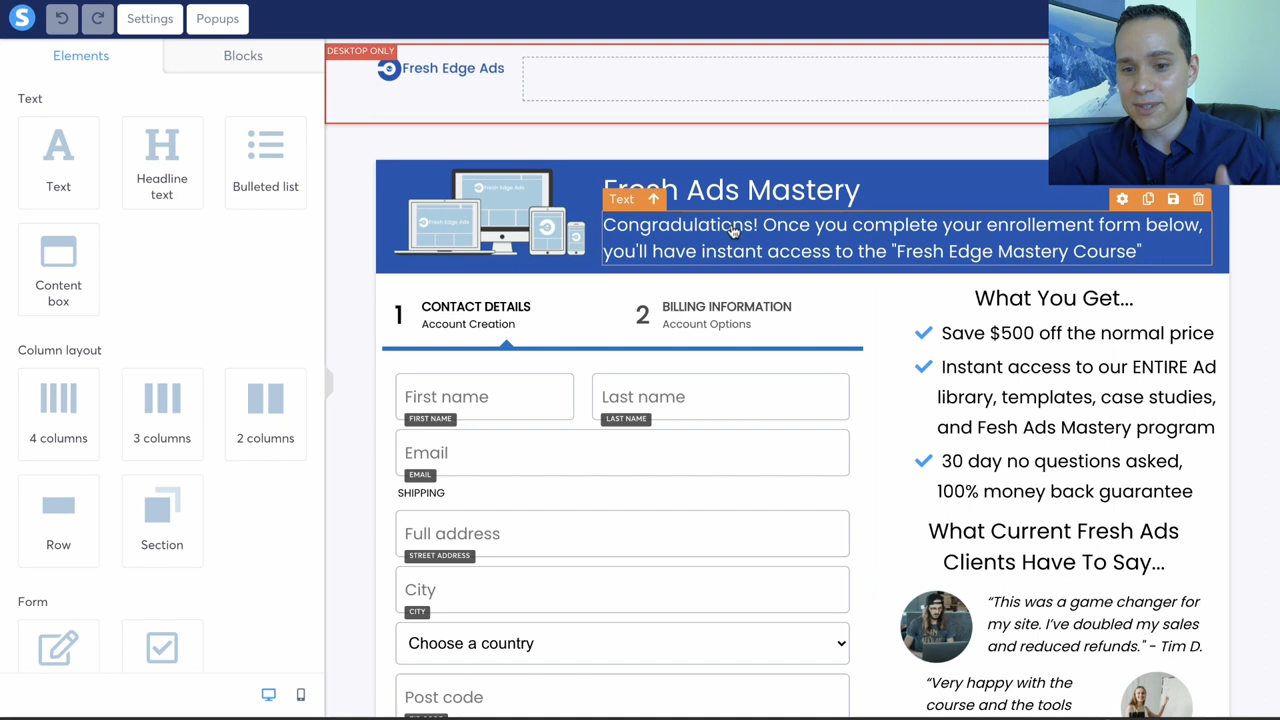 S
Settings
Popups
Elements
Blocks
Text
A
Text
H
Headline
text
Bulleted list
Content
box
Column layout
4 columns
3 columns
2 columns
Row
Section
Form
DESKTOP ONLY
Fresh Edge Ads
Fresh Edge Ads
Fresh Edge Ads
Fresh Ads Mastery
Text
Congradulations! Once you complete your enrollement form below,
you'll have instant access to the "Fresh Edge Mastery Course"
1
CONTACT DETAILS
Account Creation
2
BILLING INFORMATION
Account Options
First name
FIRST NAME
Last name
LAST NAME
Email
EMAIL
SHIPPING
Full address
STREET ADDRESS
City
CITY
Choose a country
Post code
What You Get...
Save $500 off the normal price
Instant access to our ENTIRE Ad
library, templates, case studies,
and Fesh Ads Mastery program
30 day no questions asked,
100% money back guarantee
What Current Fresh Ads
Clients Have To Say...
“This was a game changer for
my site. I’ve doubled my sales
and reduced refunds." - Tim D.
“Very happy with the
course and the tools